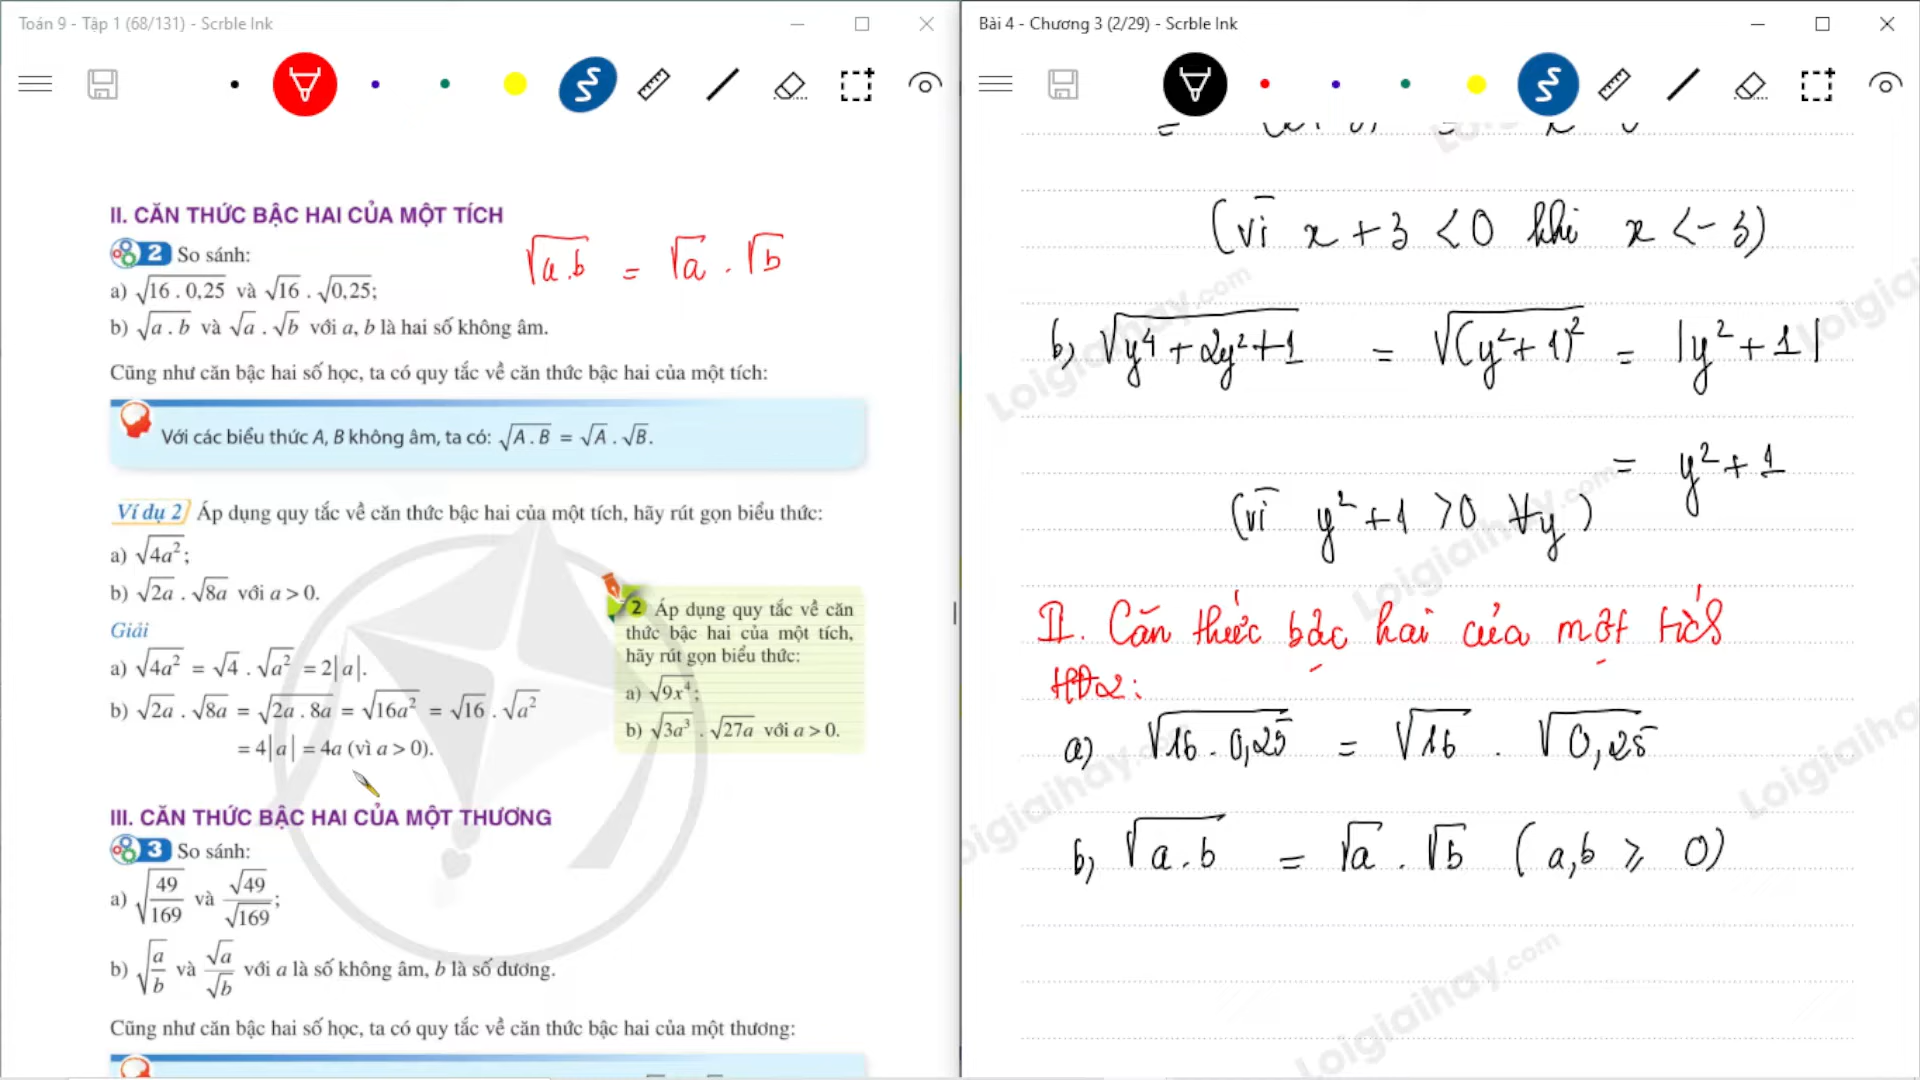 Toán 9 - Tập 1 (68/131) - Scrble Ink
II. CĂN THỨC BẬC HAI CỦA MỘT TÍCH
2 So sánh:
√(a.b) = √a . √b
a) √(16 . 0,25) và √16 . √(0,25);
b) √(a . b) và √a . √b với a, b là hai số không âm.
Cũng như căn bậc hai số học, ta có quy tắc về căn thức bậc hai của một tích:
Với các biểu thức A, B không âm, ta có: √(A . B) = √A . √B.
Ví dụ 2 Áp dụng quy tắc về căn thức bậc hai của một tích, hãy rút gọn biểu thức:
a) √(4a²);
b) √(2a) . √(8a) với a > 0.
Giải
a) √(4a²) = √4 . √(a²) = 2|a|.
b) √(2a) . √(8a) = √(2a . 8a) = √(16a²) = √16 . √(a²)
= 4|a| = 4a (vì a > 0).
2 Áp dụng quy tắc về căn
thức bậc hai của một tích,
hãy rút gọn biểu thức:
a) √(9x⁴);
b) √(3a³) . √(27a) với a > 0.
III. CĂN THỨC BẬC HAI CỦA MỘT THƯƠNG
3 So sánh:
a) √(49/169) và √49/√169;
b) √(a/b) và √a/√b với a là số không âm, b là số dương.
Cũng như căn bậc hai số học, ta có quy tắc về căn thức bậc hai của một thương:
Bài 4 - Chương 3 (2/29) - Scrble Ink
(vì x + 3 < 0 khi x < -3)
b) √(y⁴ + 2y² + 1) = √((y² + 1)²) = |y² + 1|
= y² + 1
(vì y² + 1 > 0 ∀y)
II. Căn thức bậc hai của một tích
HĐ2:
a) √(16 . 0,25) = √16 . √(0,25)
b) √(a . b) = √a . √b (a,b ⩾ 0)
Loigiaihay.com
Loigiaihay.com
Loigiaihay.com
Loigiaihay.com